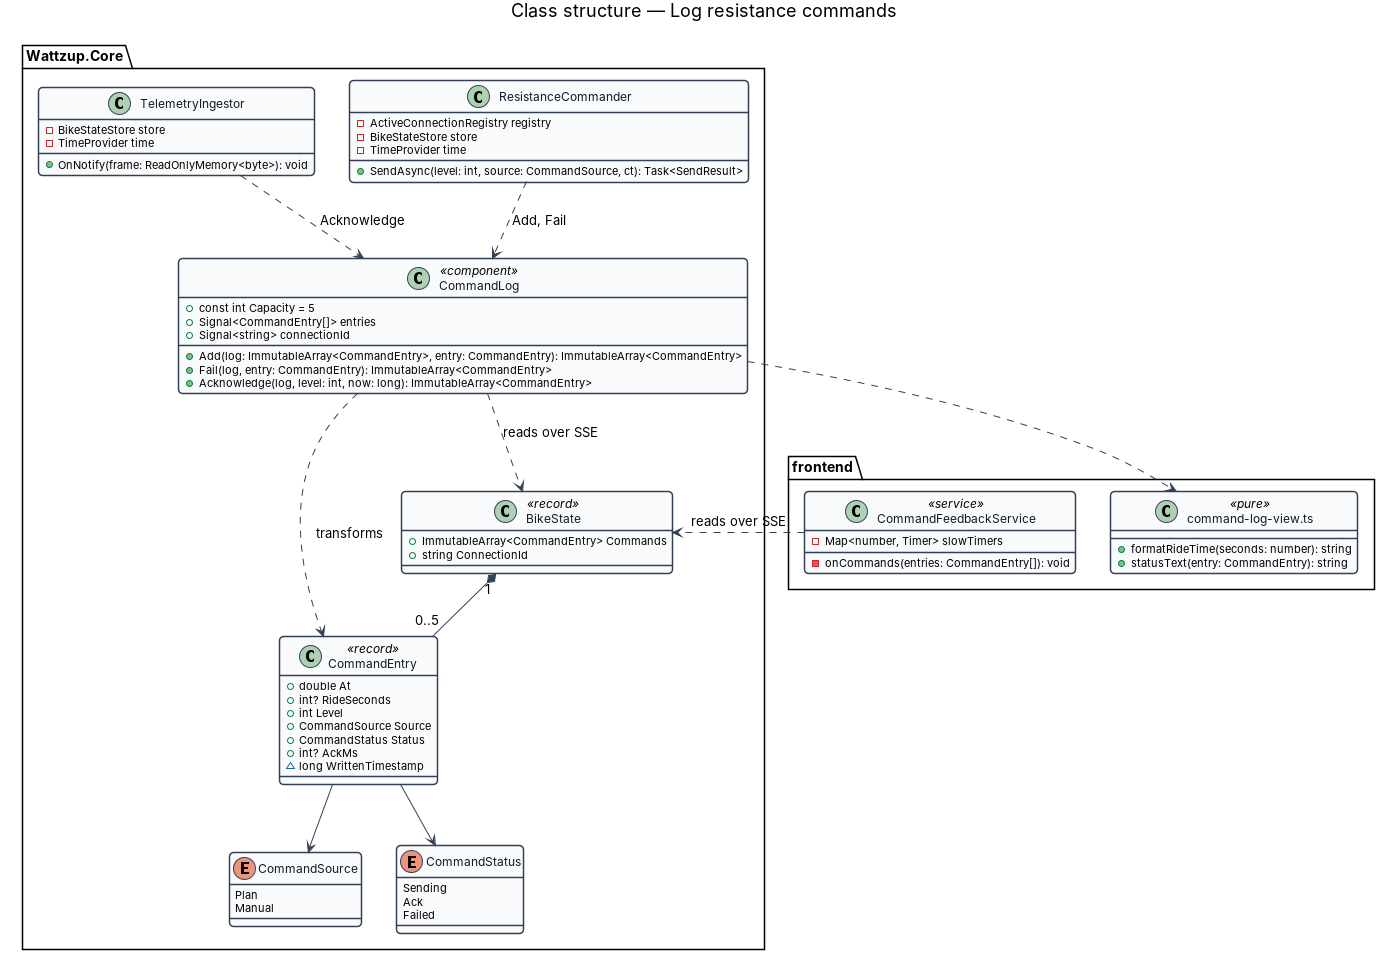 Class structure — Log resistance commands
Wattzup.Core
C TelemetryIngestor
BikeStateStore store
TimeProvider time
OnNotify(frame: ReadOnlyMemory<byte>): void
C ResistanceCommander
ActiveConnectionRegistry registry
BikeStateStore store
TimeProvider time
SendAsync(level: int, source: CommandSource, ct): Task<SendResult>
Acknowledge
Add, Fail
C «component»
CommandLog
const int Capacity = 5
Signal<CommandEntry[]> entries
Signal<string> connectionId
Add(log: ImmutableArray<CommandEntry>, entry: CommandEntry): ImmutableArray<CommandEntry>
Fail(log, entry: CommandEntry): ImmutableArray<CommandEntry>
Acknowledge(log, level: int, now: long): ImmutableArray<CommandEntry>
reads over SSE
transforms
C «record»
BikeState
ImmutableArray<CommandEntry> Commands
string ConnectionId
reads over SSE
frontend
C «service»
CommandFeedbackService
Map<number, Timer> slowTimers
onCommands(entries: CommandEntry[]): void
C «pure»
command-log-view.ts
formatRideTime(seconds: number): string
statusText(entry: CommandEntry): string
1
0..5
C «record»
CommandEntry
double At
int? RideSeconds
int Level
CommandSource Source
CommandStatus Status
int? AckMs
long WrittenTimestamp
E CommandSource
Plan
Manual
E CommandStatus
Sending
Ack
Failed